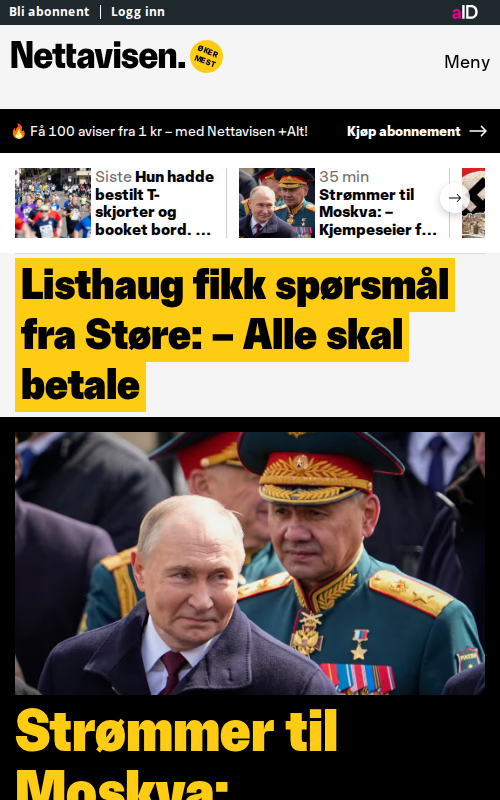 Bli abonnent
Logg inn
aID
Nettavisen.
ØKER
MEST
Meny
🔥 Få 100 aviser fra 1 kr – med Nettavisen +Alt!
Kjøp abonnement
Siste Hun hadde
bestilt T-
skjorter og
booket bord. ...
35 min
Strømmer til
Moskva: –
Kjempeseier f...
Listhaug fikk spørsmål
fra Støre: – Alle skal
betale
Strømmer til
Moskva: